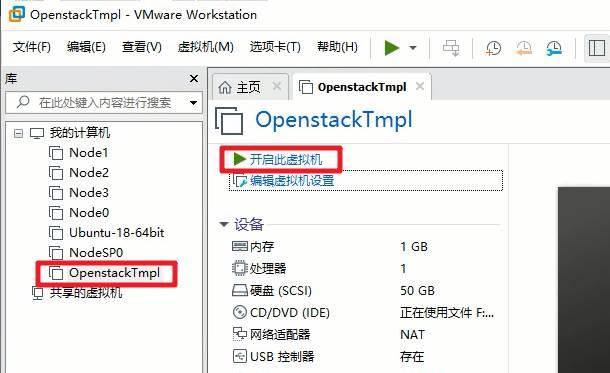 OpenstackTmpl - VMware Workstation
文件(F) 编辑(E) 查看(V) 虚拟机(M) 选项卡(T) 帮助(H)
库
在此处键入内容进行搜索
我的计算机
Node1
Node2
Node3
Node0
Ubuntu-18-64bit
NodeSP0
OpenstackTmpl
共享的虚拟机
主页 OpenstackTmpl
OpenstackTmpl
开启此虚拟机
编辑虚拟机设置
设备
内存 1 GB
处理器 1
硬盘 (SCSI) 50 GB
CD/DVD (IDE) 正在使用文件 F:...
网络适配器 NAT
USB 控制器 存在